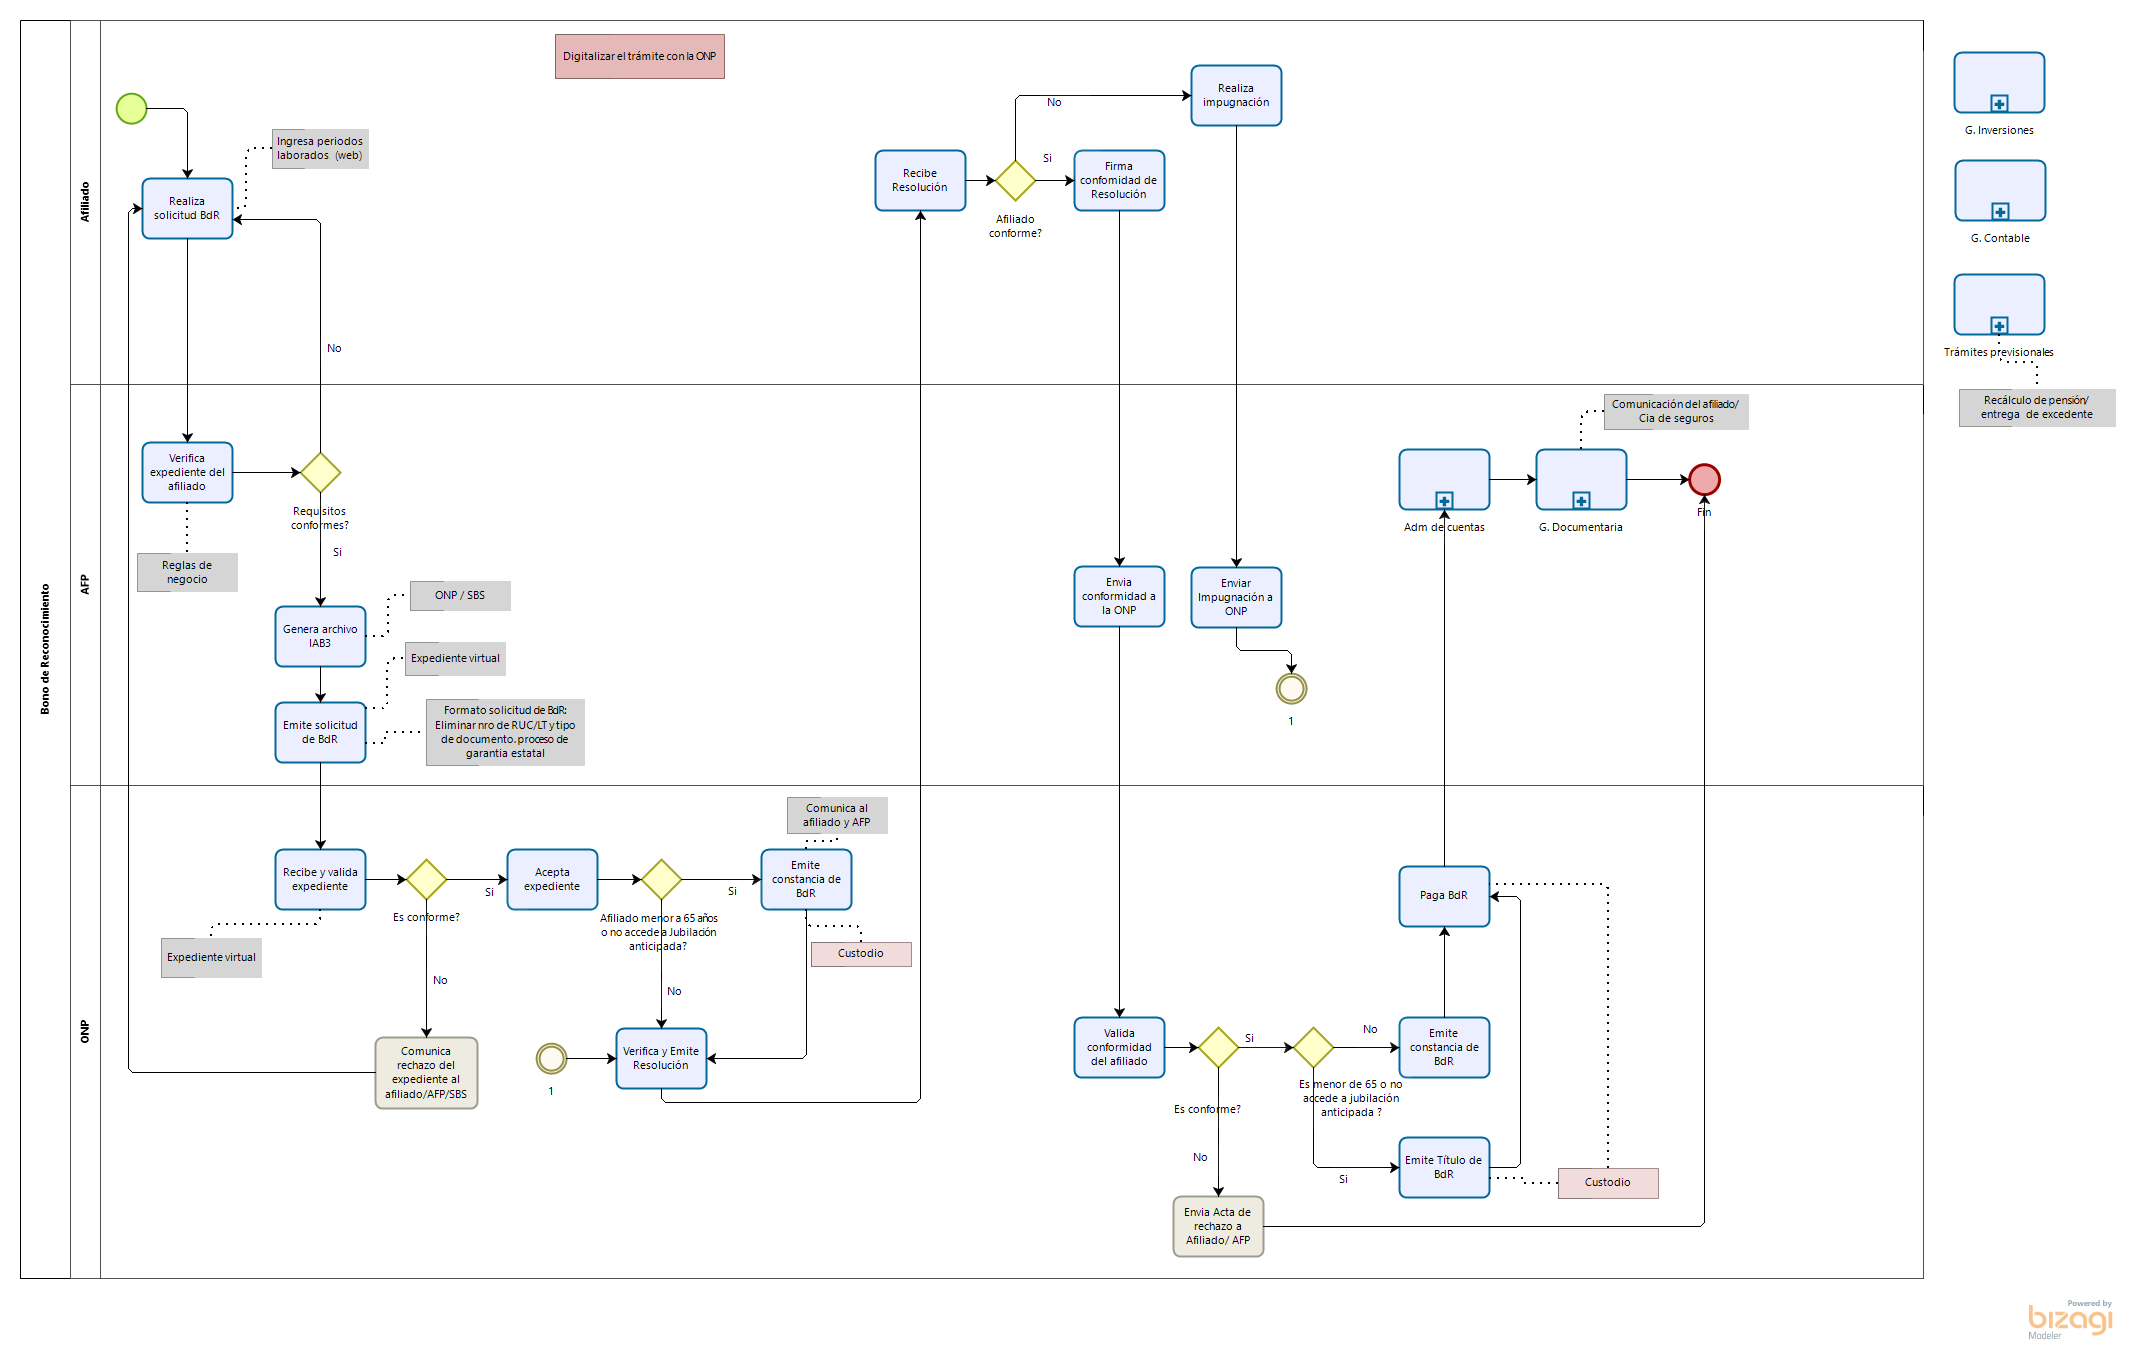 Bono de Reconocimiento
Afiliado
Digitalizar el trámite con la ONP
Ingresa periodos
laborados (web)
Realiza
solicitud BdR
No
Recibe
Resolución
Afiliado
conforme?
No
Si
Realiza
impugnación
Firma
confomidad de
Resolución
AFP
Verifica
expediente del
afiliado
Reglas de
negocio
Requisitos
conformes?
Si
Genera archivo
IAB3
ONP / SBS
Expediente virtual
Emite solicitud
de BdR
Formato solicitud de BdR:
Eliminar nro de RUC/LT y tipo
de documento. proceso de
garantia estatal
Envia
conformidad a
la ONP
Enviar
Impugnación a
ONP
1
Adm de cuentas
G. Documentaria
Comunicación del afiliado/
Cia de seguros
Fin
ONP
Recibe y valida
expediente
Expediente virtual
Es conforme?
Si
No
Comunica
rechazo del
expediente al
afiliado/AFP/SBS
Acepta
expediente
Afiliado menor a 65 años
o no accede a Jubilación
anticipada?
Si
No
Comunica al
afiliado y AFP
Emite
constancia de
BdR
Custodio
1
Verifica y Emite
Resolución
Valida
conformidad
del afiliado
Es conforme?
Si
No
Envia Acta de
rechazo a
Afiliado/ AFP
Es menor de 65 o no
accede a jubilación
anticipada ?
No
Si
Emite
constancia de
BdR
Emite Título de
BdR
Paga BdR
Custodio
G. Inversiones
G. Contable
Trámites previsionales
Recálculo de pensión/
entrega de excedente
Powered by
bizagi
Modeler